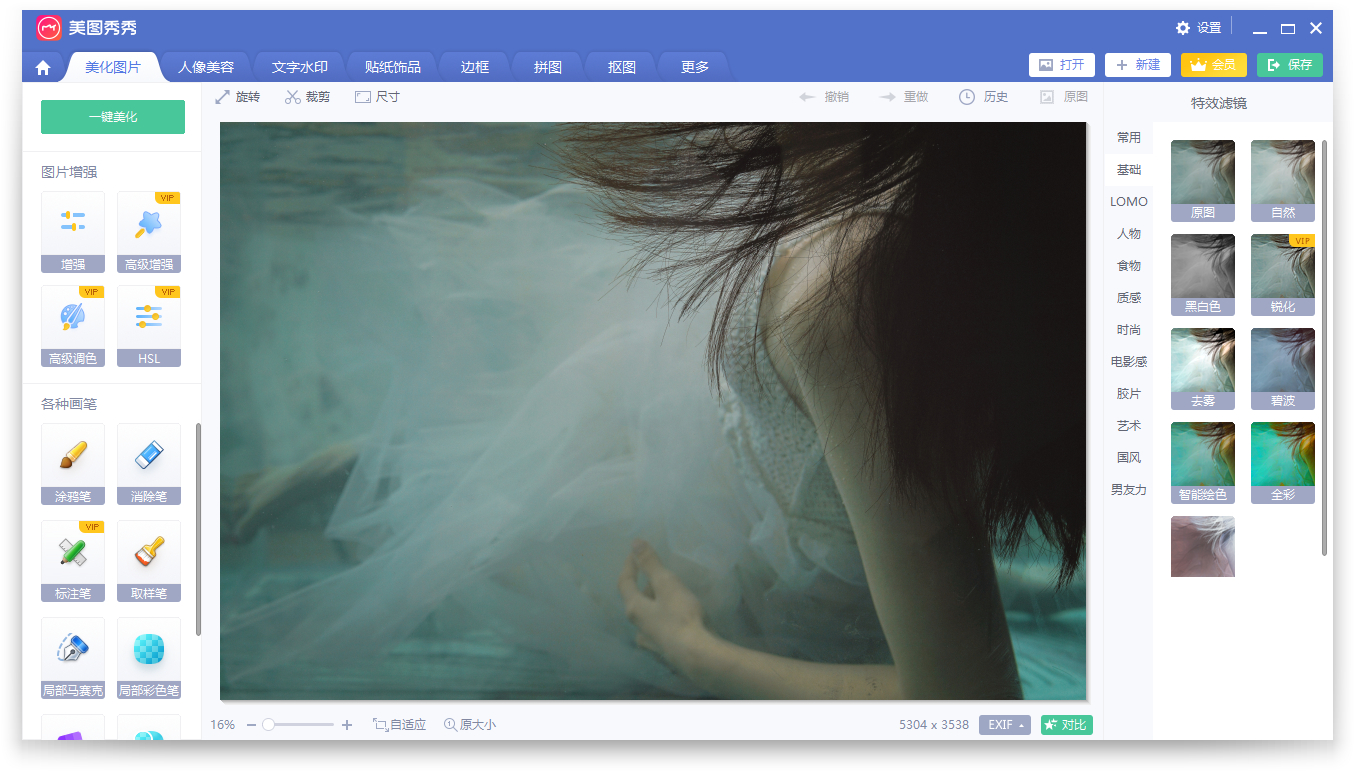 美图秀秀
设置
美化图片 人像美容 文字水印 贴纸饰品 边框 拼图 抠图 更多
打开 新建 会员 保存
一键美化
旋转 裁剪 尺寸
撤销 重做 历史 原图
特效滤镜
图片增强
VIP
增强 高级增强
VIP VIP
高级调色 HSL
各种画笔
涂鸦笔 消除笔
VIP
标注笔 取样笔
局部马赛克 局部彩色笔
常用
基础
LOMO
人物
食物
质感
时尚
电影感
胶片
艺术
国风
男友力
原图 自然
VIP
黑白色 锐化
去雾 碧波
智能绘色 全彩
16% 自适应 原大小
5304 x 3538 EXIF 对比